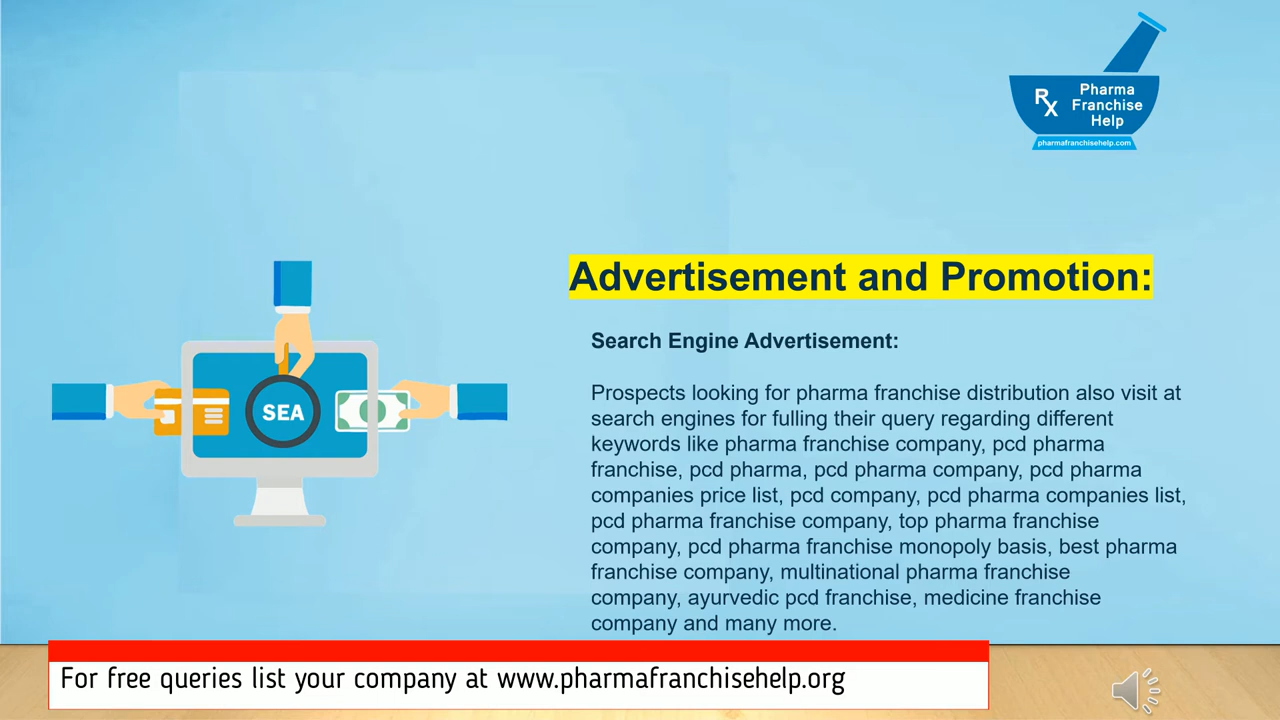 Rx
Pharma
Franchise
Help
pharmafranchisehelp.com
Advertisement and Promotion:
Search Engine Advertisement:
SEA
Prospects looking for pharma franchise distribution also visit at
search engines for fulling their query regarding different
keywords like pharma franchise company, pcd pharma
franchise, pcd pharma, pcd pharma company, pcd pharma
companies price list, pcd company, pcd pharma companies list,
pcd pharma franchise company, top pharma franchise
company, pcd pharma franchise monopoly basis, best pharma
franchise company, multinational pharma franchise
company, ayurvedic pcd franchise, medicine franchise
company and many more.
For free queries list your company at www.pharmafranchisehelp.org